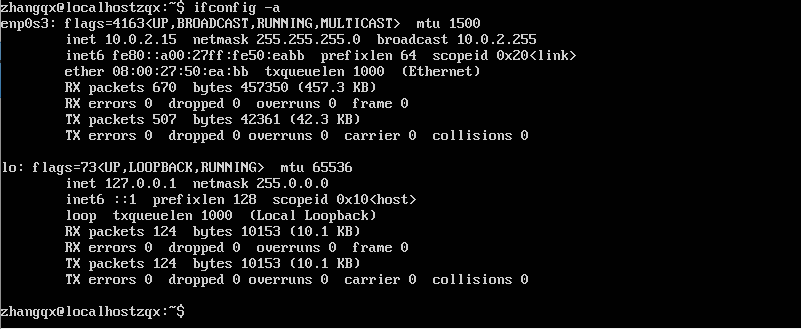 zhangqx@localhostzqx:~$ ifconfig -a
enp0s3: flags=4163<UP,BROADCAST,RUNNING,MULTICAST>  mtu 1500
        inet 10.0.2.15  netmask 255.255.255.0  broadcast 10.0.2.255
        inet6 fe80::a00:27ff:fe50:eabb  prefixlen 64  scopeid 0x20<link>
        ether 08:00:27:50:ea:bb  txqueuelen 1000  (Ethernet)
        RX packets 670  bytes 457350 (457.3 KB)
        RX errors 0  dropped 0  overruns 0  frame 0
        TX packets 507  bytes 42361 (42.3 KB)
        TX errors 0  dropped 0 overruns 0  carrier 0  collisions 0

lo: flags=73<UP,LOOPBACK,RUNNING>  mtu 65536
        inet 127.0.0.1  netmask 255.0.0.0
        inet6 ::1  prefixlen 128  scopeid 0x10<host>
        loop  txqueuelen 1000  (Local Loopback)
        RX packets 124  bytes 10153 (10.1 KB)
        RX errors 0  dropped 0  overruns 0  frame 0
        TX packets 124  bytes 10153 (10.1 KB)
        TX errors 0  dropped 0 overruns 0  carrier 0  collisions 0

zhangqx@localhostzqx:~$